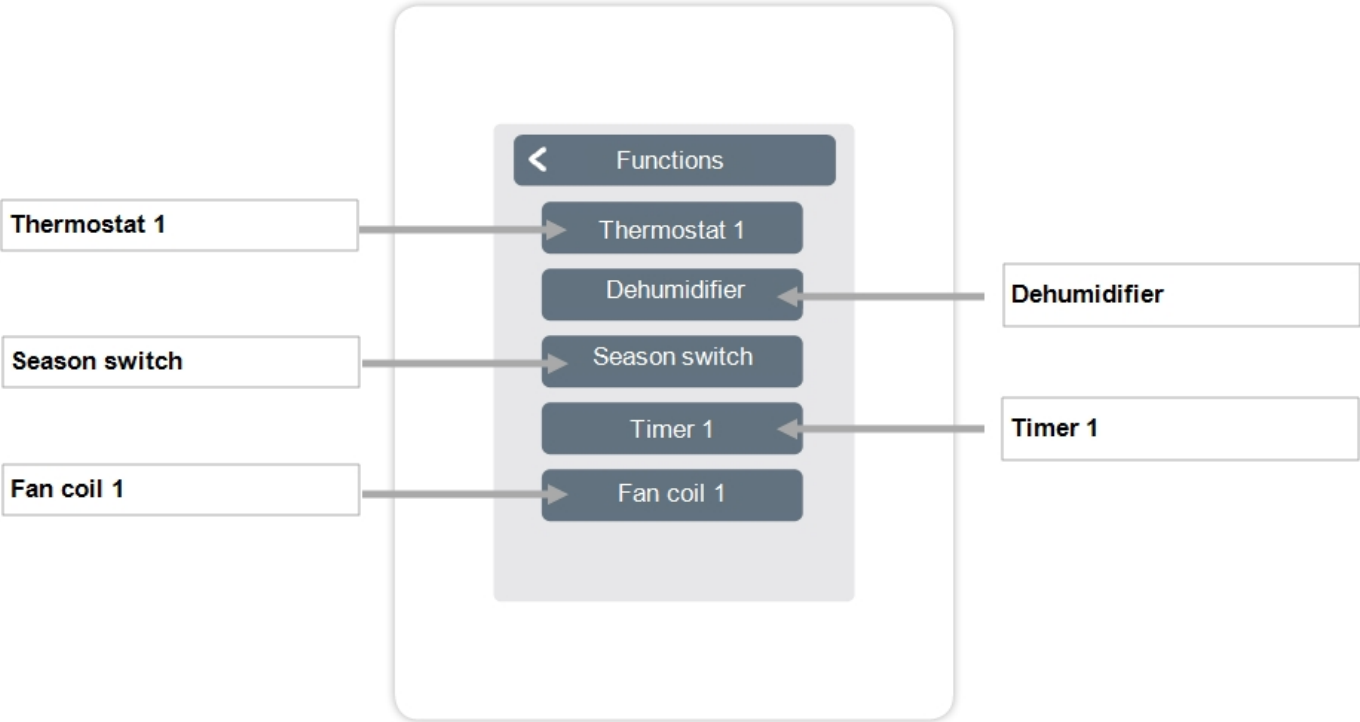 Functions
Thermostat 1
Thermostat 1
Dehumidifier
Dehumidifier
Season switch
Season switch
Timer 1
Timer 1
Fan coil 1
Fan coil 1